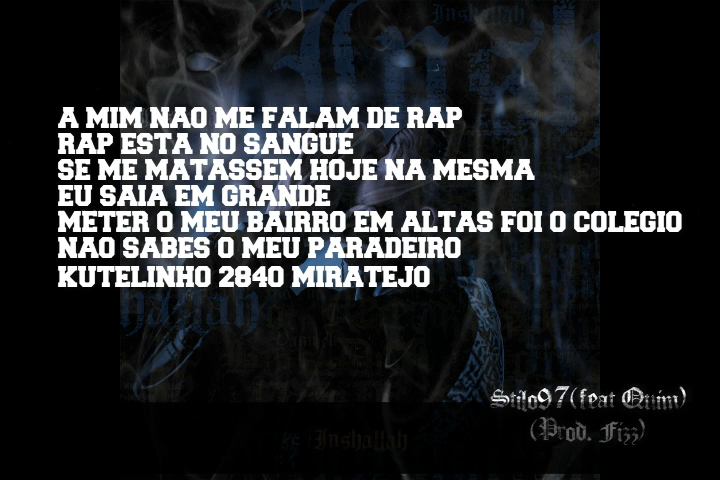 Inshallah
A MIM NAO ME FALAM DE RAP
RAP ESTA NO SANGUE
SE ME MATASSEM HOJE NA MESMA
EU SAIA EM GRANDE
METER O MEU BAIRRO EM ALTAS FOI O COLEGIO
NAO SABES O MEU PARADEIRO
KUTELINHO 2840 MIRATEJO
Stilo97(feat Quim)
(Prod. Fizz)
Inshallah